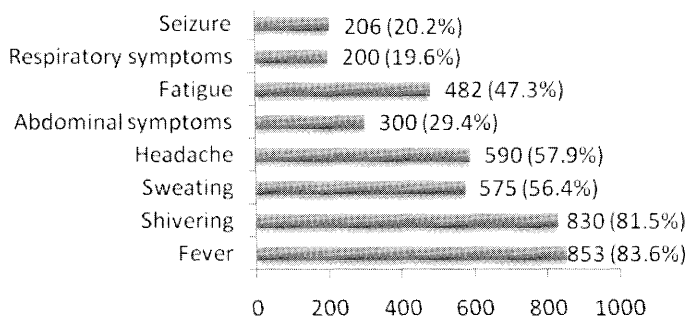 Seizure 206 (20.2%)
Respiratory symptoms 200 (19.6%)
Fatigue 482 (47.3%)
Abdominal symptoms 300 (29.4%)
Headache 590 (57.9%)
Sweating 575 (56.4%)
Shivering 830 (81.5%)
Fever 853 (83.6%)
0 200 400 600 800 1000